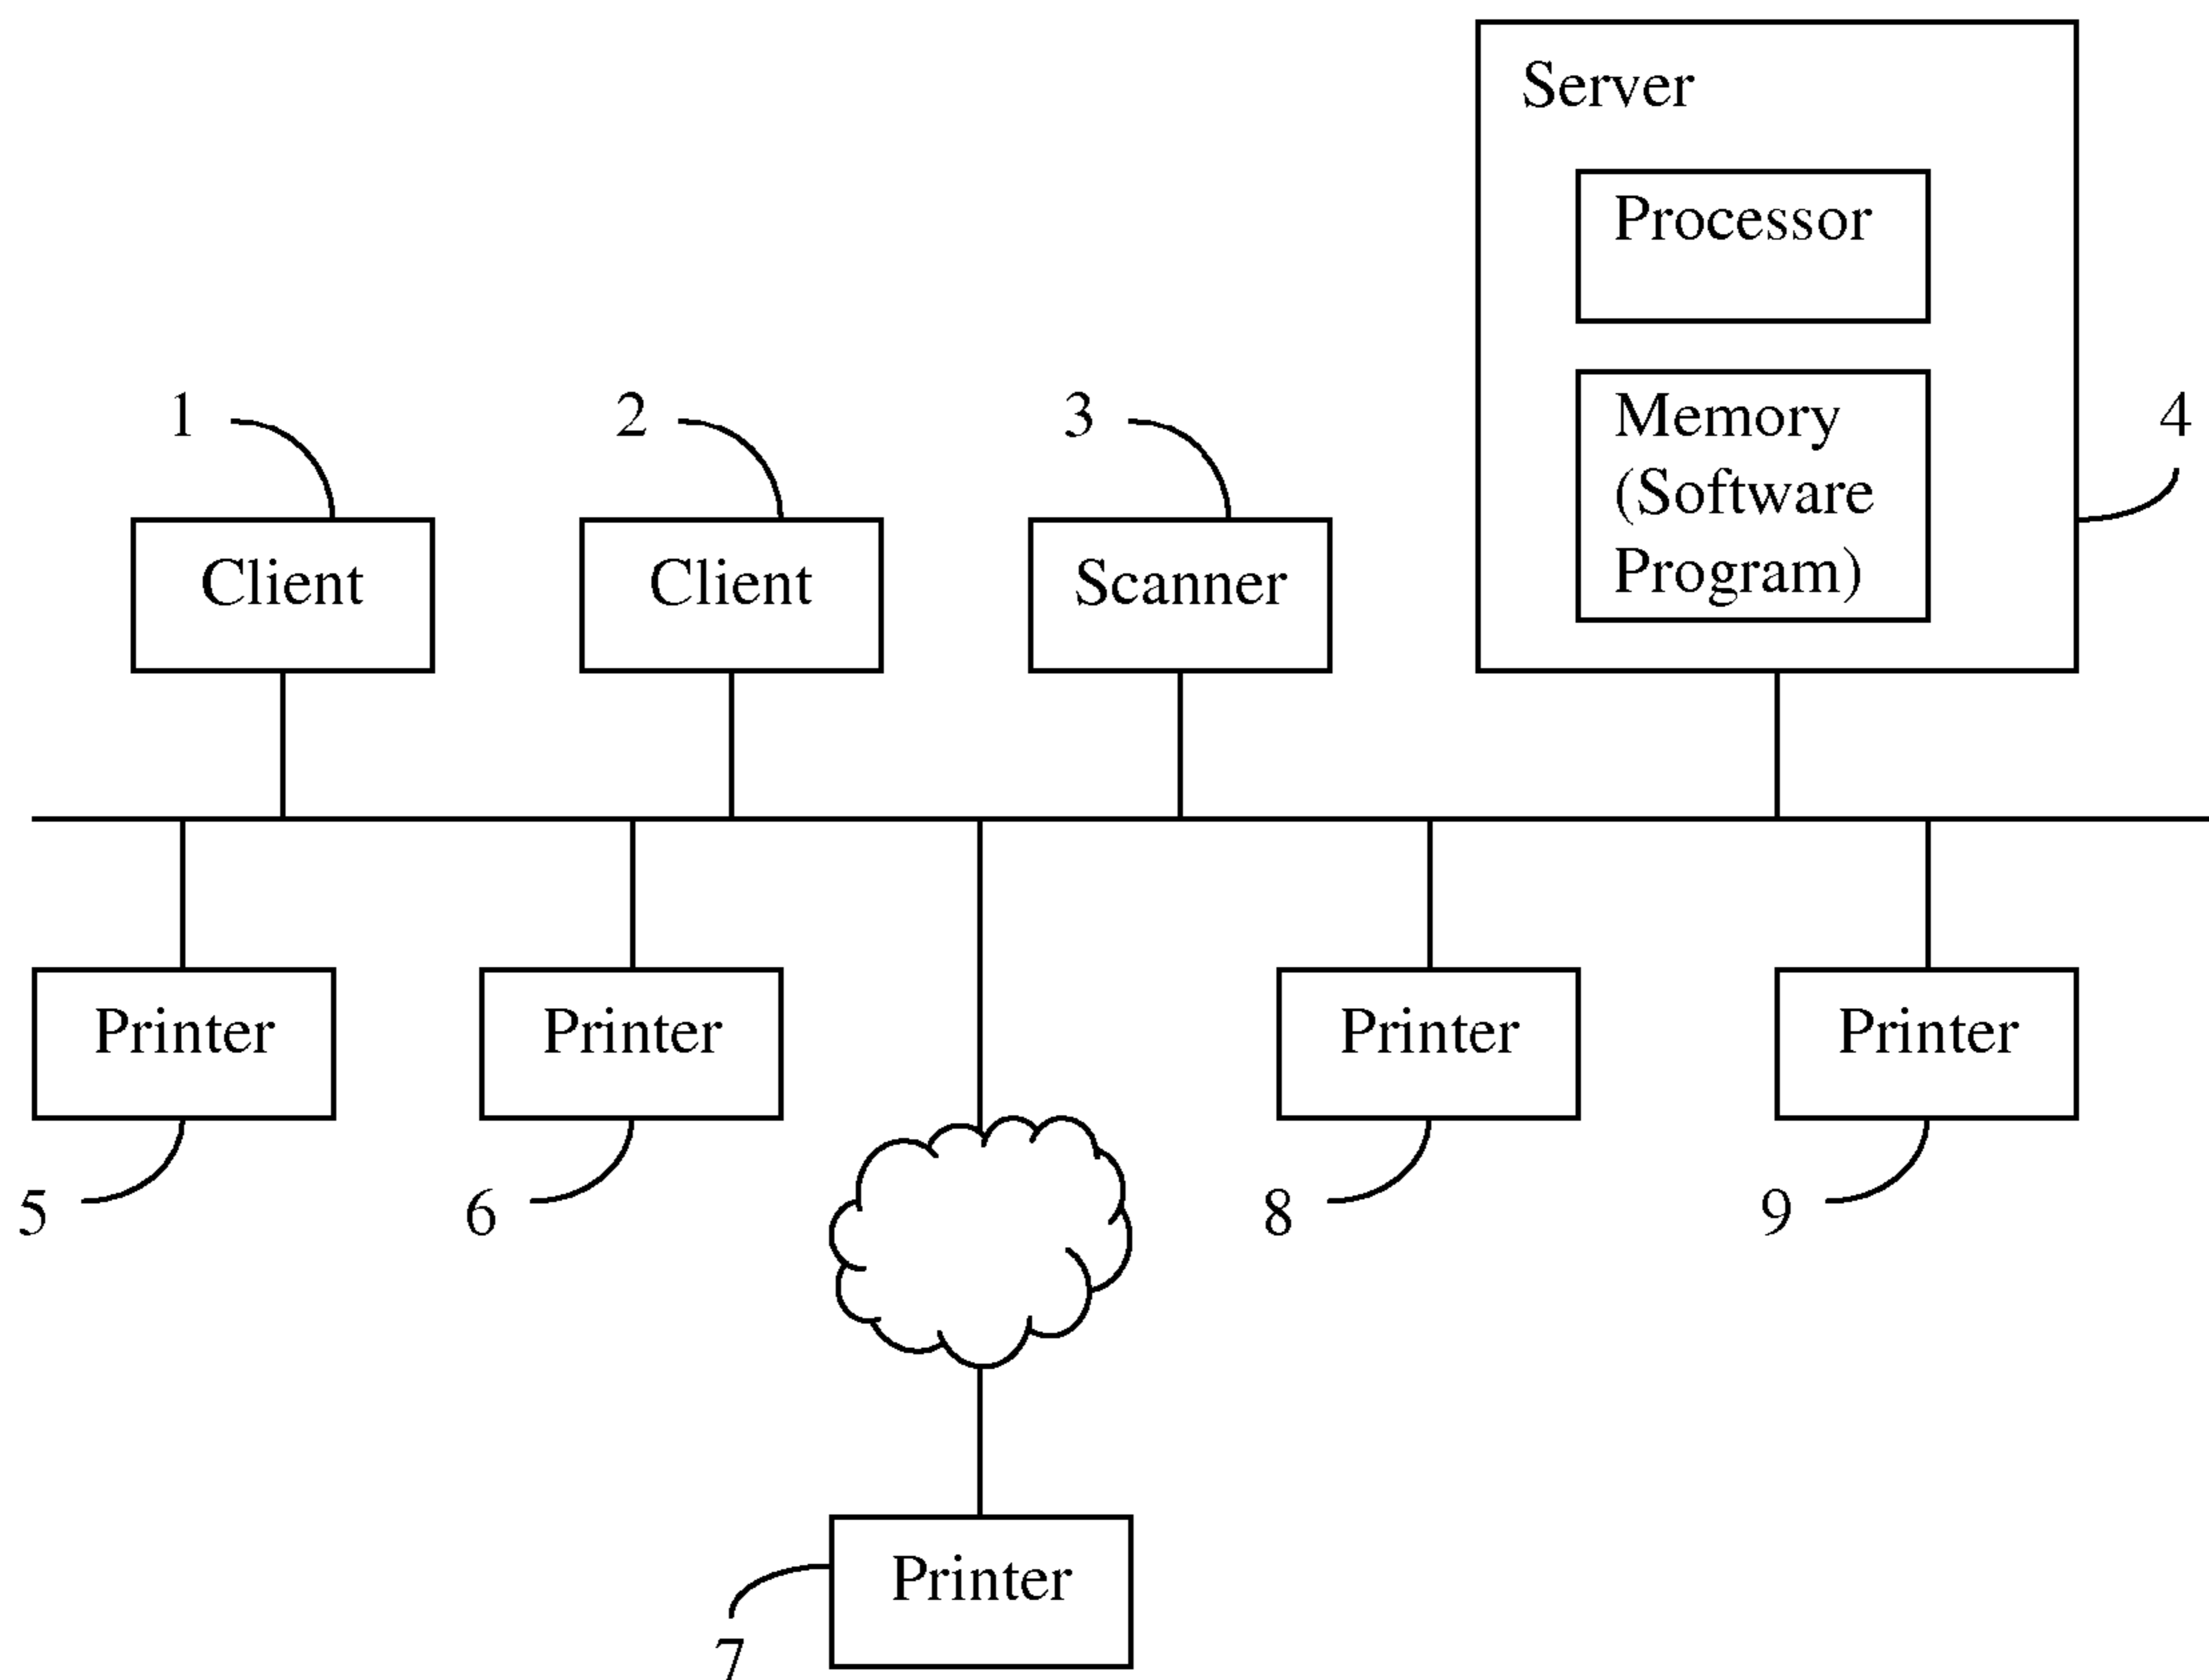 Server
Processor
Memory
(Software
Program)
1
2
3
4
Client
Client
Scanner
Printer
Printer
Printer
Printer
5
6
8
9
Printer
7